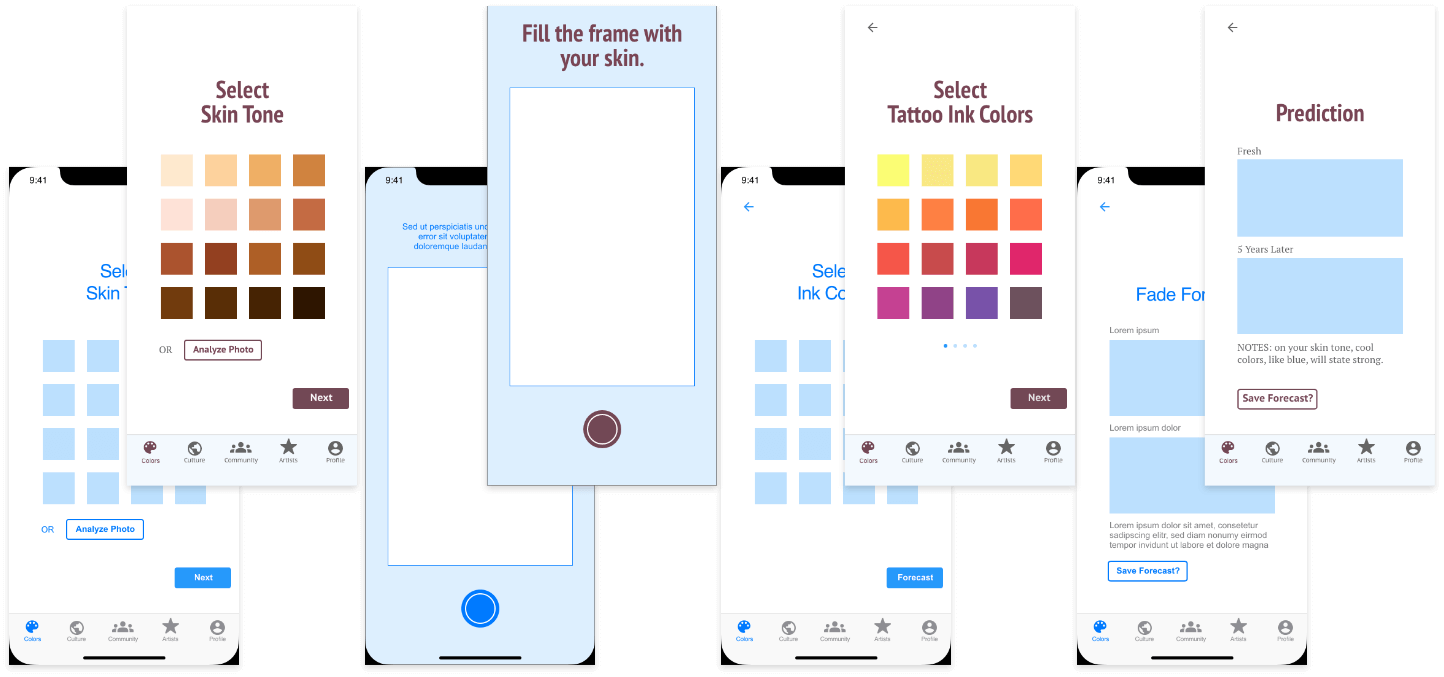 Select
Skin Tone
OR
Analyze Photo
Next
Colors
Culture
Community
Artists
Profile
9:41
Sele
Skin T
OR
Analyze Photo
Next
Colors
Culture
Community
Artists
Profile
Fill the frame with
your skin.
9:41
Sed ut perspiciatis und
error sit voluptatem
doloremque laudan
←
Select
Tattoo Ink Colors
Next
Colors
Culture
Community
Artists
Profile
9:41
←
Sele
Ink Co
Forecast
Colors
Culture
Community
Artists
Profile
←
Prediction
Fresh
5 Years Later
NOTES: on your skin tone, cool
colors, like blue, will state strong.
Save Forecast?
Colors
Culture
Community
Artists
Profile
9:41
←
Fade For
Lorem ipsum
Lorem ipsum dolor
Lorem ipsum dolor sit amet, consetetur
sadipscing elitr, sed diam nonumy eirmod
tempor invidunt ut labore et dolore magna
Save Forecast?
Colors
Culture
Community
Artists
Profile